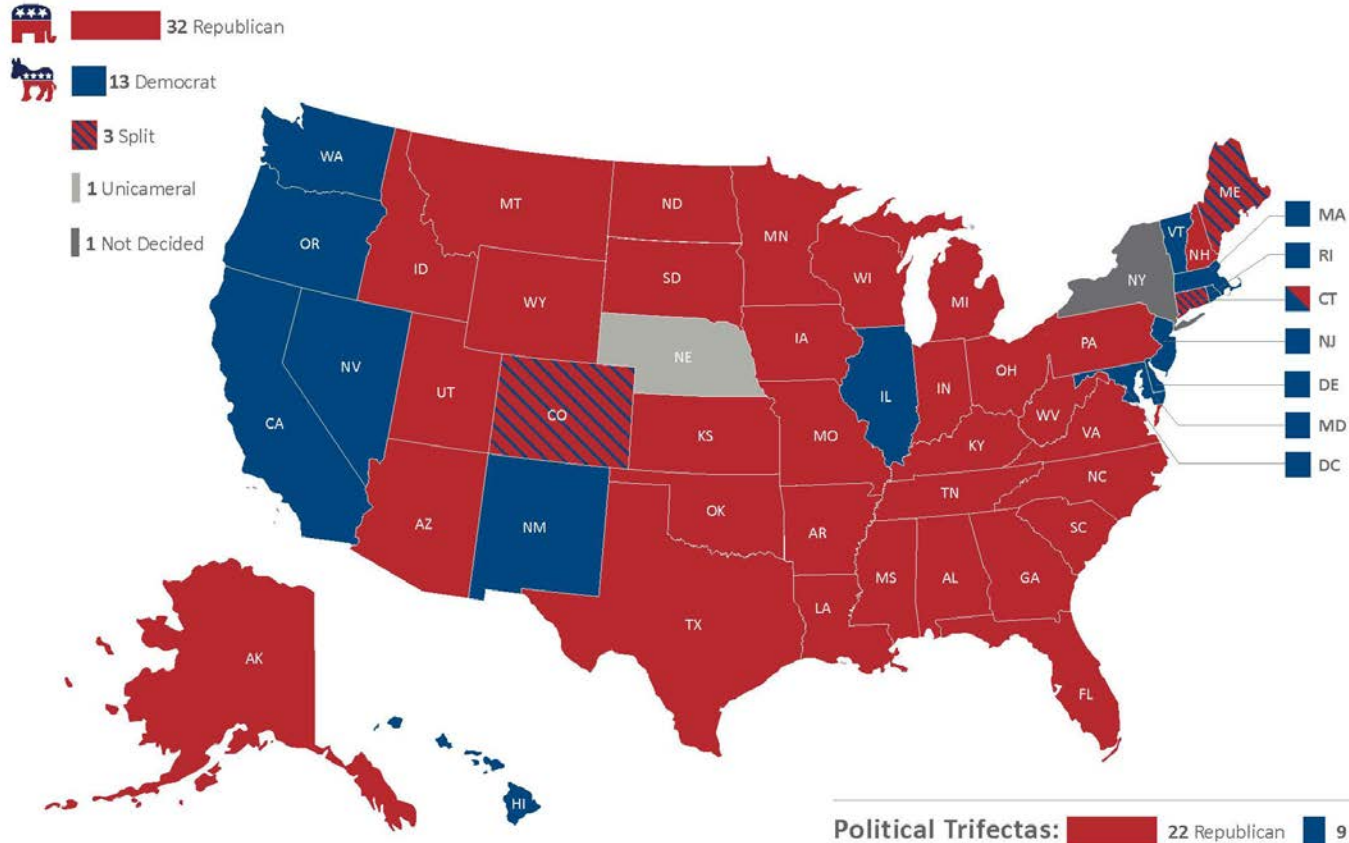 32 Republican
13 Democrat
3 Split
1 Unicameral
1 Not Decided
WA
OR
CA
NV
ID
MT
WY
UT
AZ
CO
NM
ND
SD
NE
KS
OK
TX
MN
IA
MO
AR
LA
WI
IL
MI
IN
OH
KY
TN
MS
AL
GA
FL
SC
NC
VA
WV
PA
NY
VT
NH
ME
MA
RI
CT
NJ
DE
MD
DC
AK
HI
Political Trifectas: 22 Republican 9